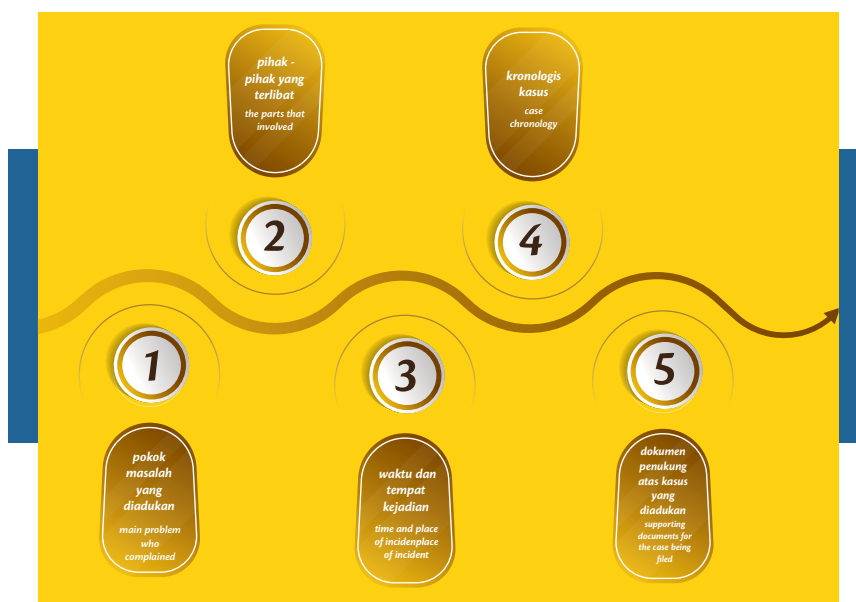 1
pokok
masalah
yang
diadukan
main problem
who
complained
2
pihak -
pihak yang
terlibat
the parts that
involved
3
waktu dan
tempat
kejadian
time and place
of incidenplace
of incident
4
kronologis
kasus
case
chronology
5
dokumen
penukung
atas kasus
yang
diadukan
supporting
documents for
the case being
filed